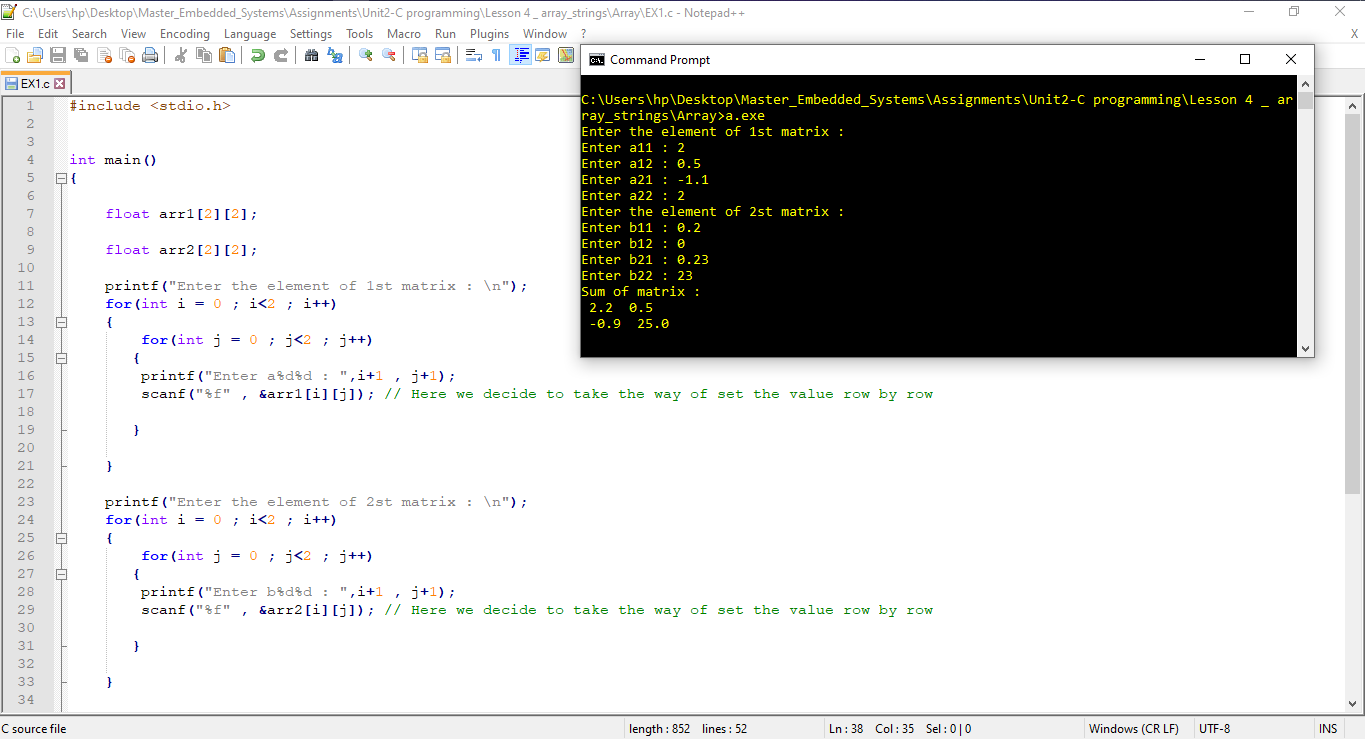 C:\Users\hp\Desktop\Master_Embedded_Systems\Assignments\Unit2-C programming\Lesson 4 _ array_strings\Array\EX1.c - Notepad++
File Edit Search View Encoding Language Settings Tools Macro Run Plugins Window ? X
EX1.c
1 #include <stdio.h>
2
3
4 int main()
5 {
6
7 float arr1[2][2];
8
9 float arr2[2][2];
10
11 printf("Enter the element of 1st matrix : \n");
12 for(int i = 0 ; i<2 ; i++)
13 {
14 for(int j = 0 ; j<2 ; j++)
15 {
16 printf("Enter a%d%d : ",i+1 , j+1);
17 scanf("%f" , &arr1[i][j]); // Here we decide to take the way of set the value row by row
18
19 }
20
21 }
22
23 printf("Enter the element of 2st matrix : \n");
24 for(int i = 0 ; i<2 ; i++)
25 {
26 for(int j = 0 ; j<2 ; j++)
27 {
28 printf("Enter b%d%d : ",i+1 , j+1);
29 scanf("%f" , &arr2[i][j]); // Here we decide to take the way of set the value row by row
30
31 }
32
33 }
34
Command Prompt
C:\Users\hp\Desktop\Master_Embedded_Systems\Assignments\Unit2-C programming\Lesson 4 _ ar
ray_strings\Array>a.exe
Enter the element of 1st matrix :
Enter a11 : 2
Enter a12 : 0.5
Enter a21 : -1.1
Enter a22 : 2
Enter the element of 2st matrix :
Enter b11 : 0.2
Enter b12 : 0
Enter b21 : 0.23
Enter b22 : 23
Sum of matrix :
2.2 0.5
-0.9 25.0
C source file length : 852 lines : 52 Ln : 38 Col : 35 Sel : 0 | 0 Windows (CR LF) UTF-8 INS